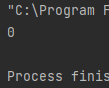 "C:\Program F
0
Process finis